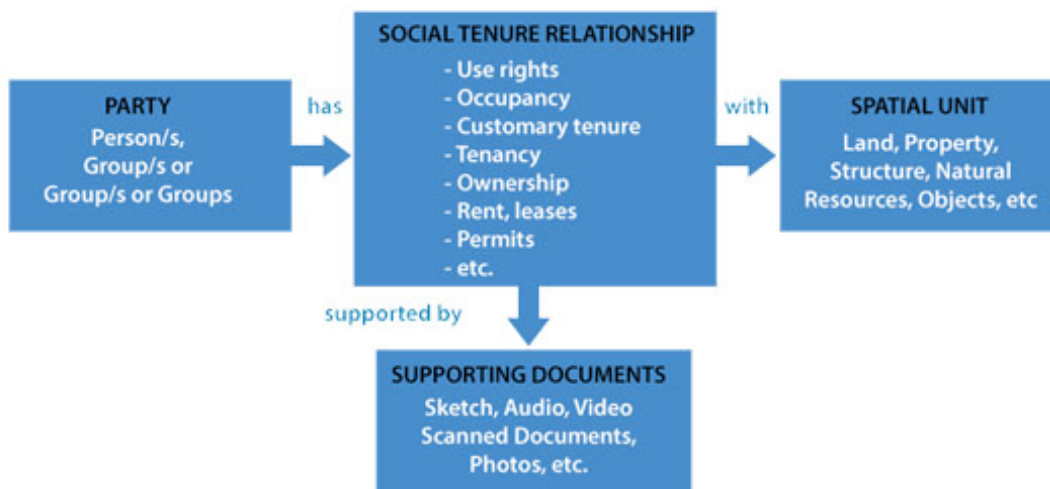 PARTY
Person/s,
Group/s or
Group/s or Groups
has
SOCIAL TENURE RELATIONSHIP
- Use rights
- Occupancy
- Customary tenure
- Tenancy
- Ownership
- Rent, leases
- Permits
- etc.
with
SPATIAL UNIT
Land, Property,
Structure, Natural
Resources, Objects, etc
supported by
SUPPORTING DOCUMENTS
Sketch, Audio, Video
Scanned Documents,
Photos, etc.